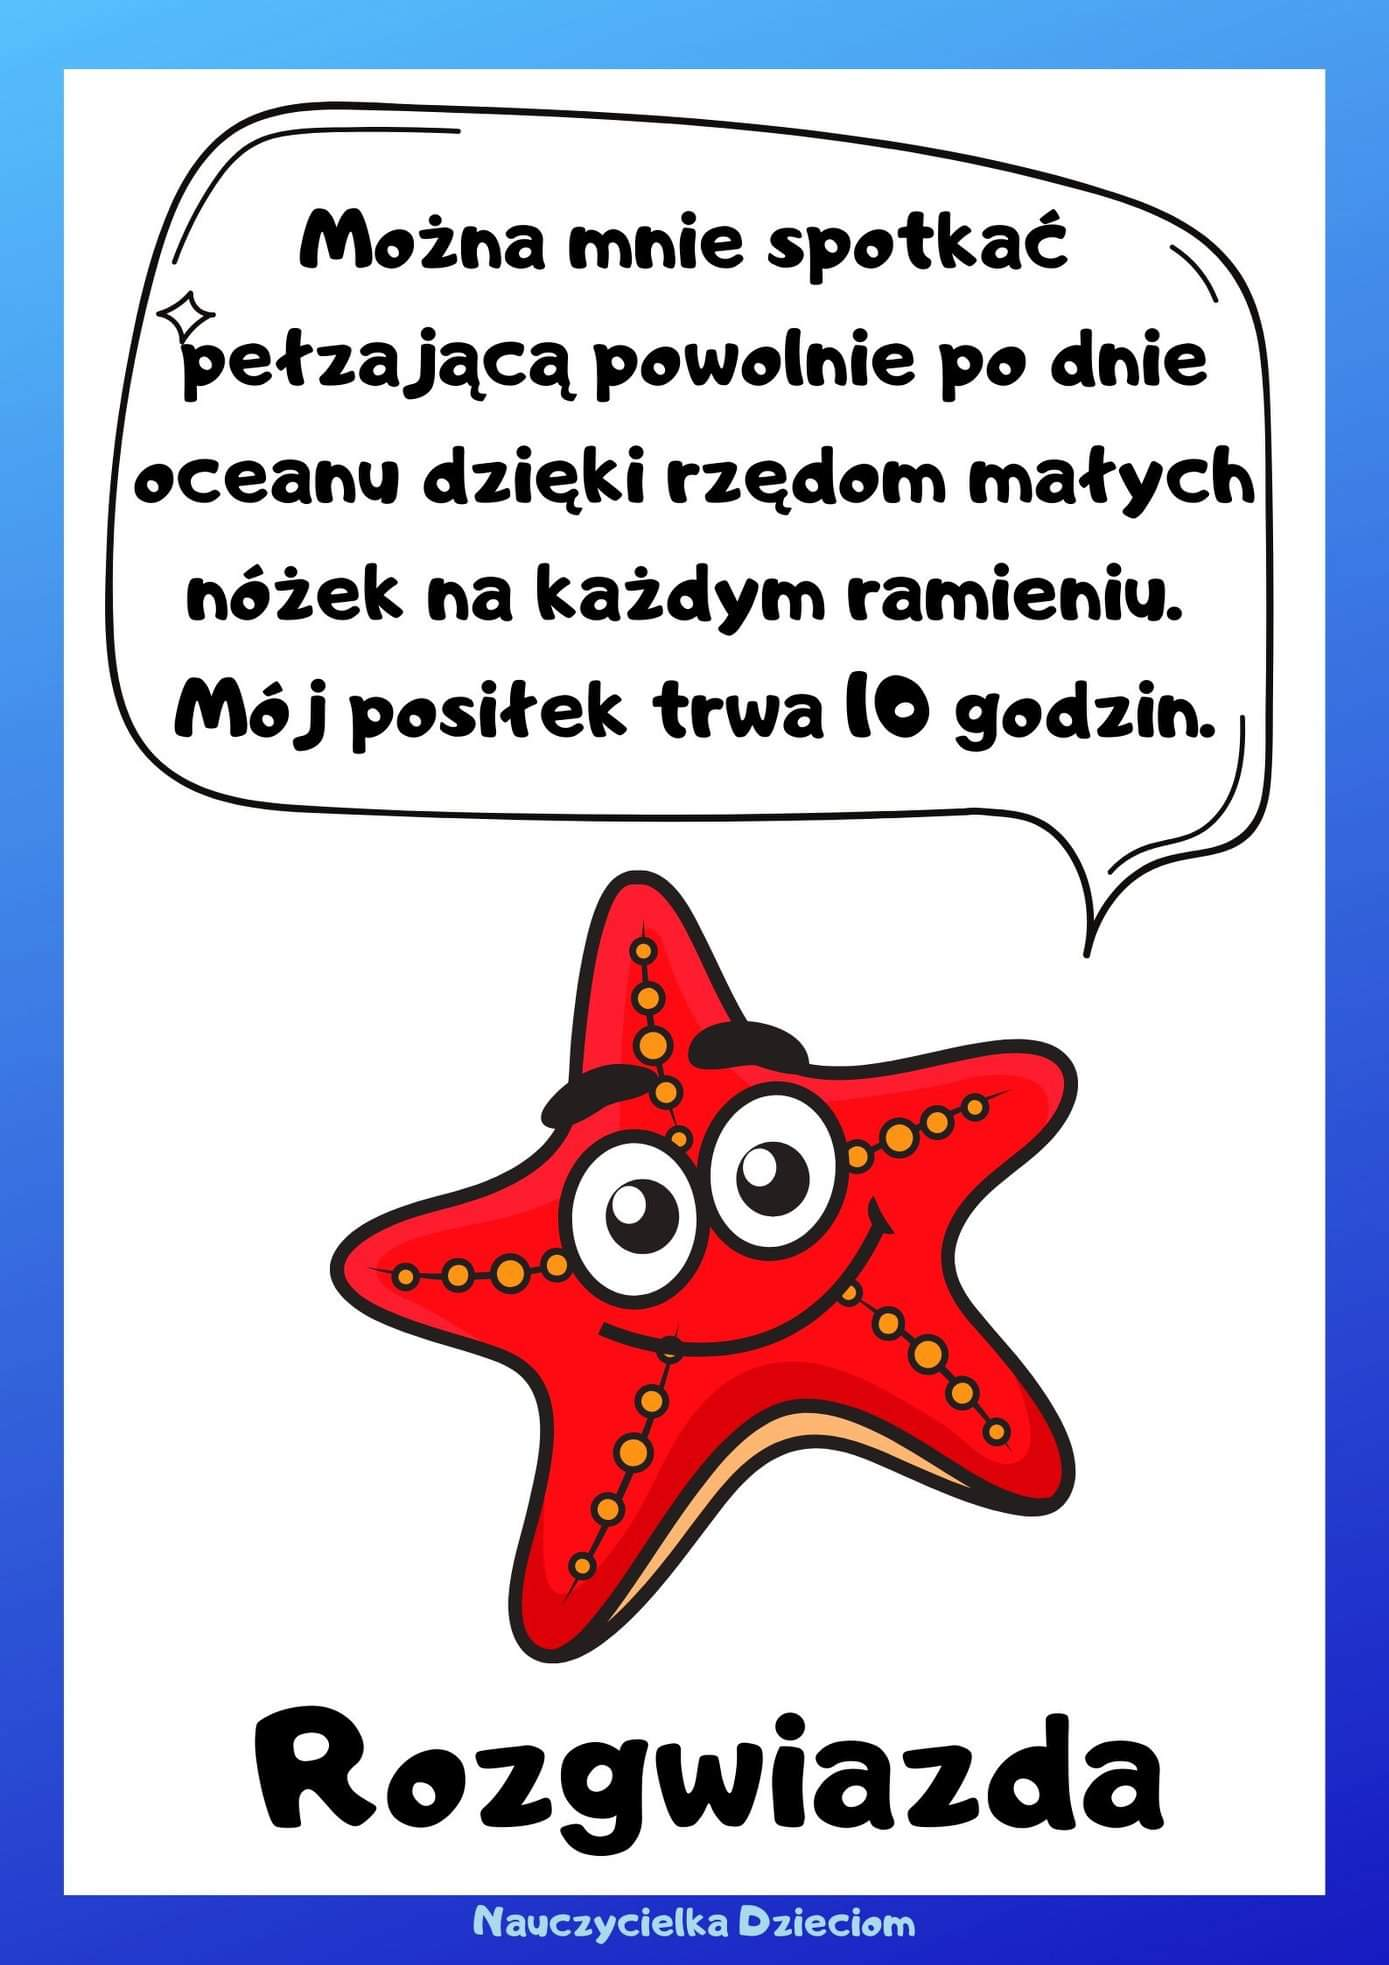 Można mnie spotkać
pełzającą powolnie po dnie
oceanu dzięki rzędom małych
nóżek na każdym ramieniu.
Mój posiłek trwa 10 godzin.
Rozgwiazda
Nauczycielka Dzieciom